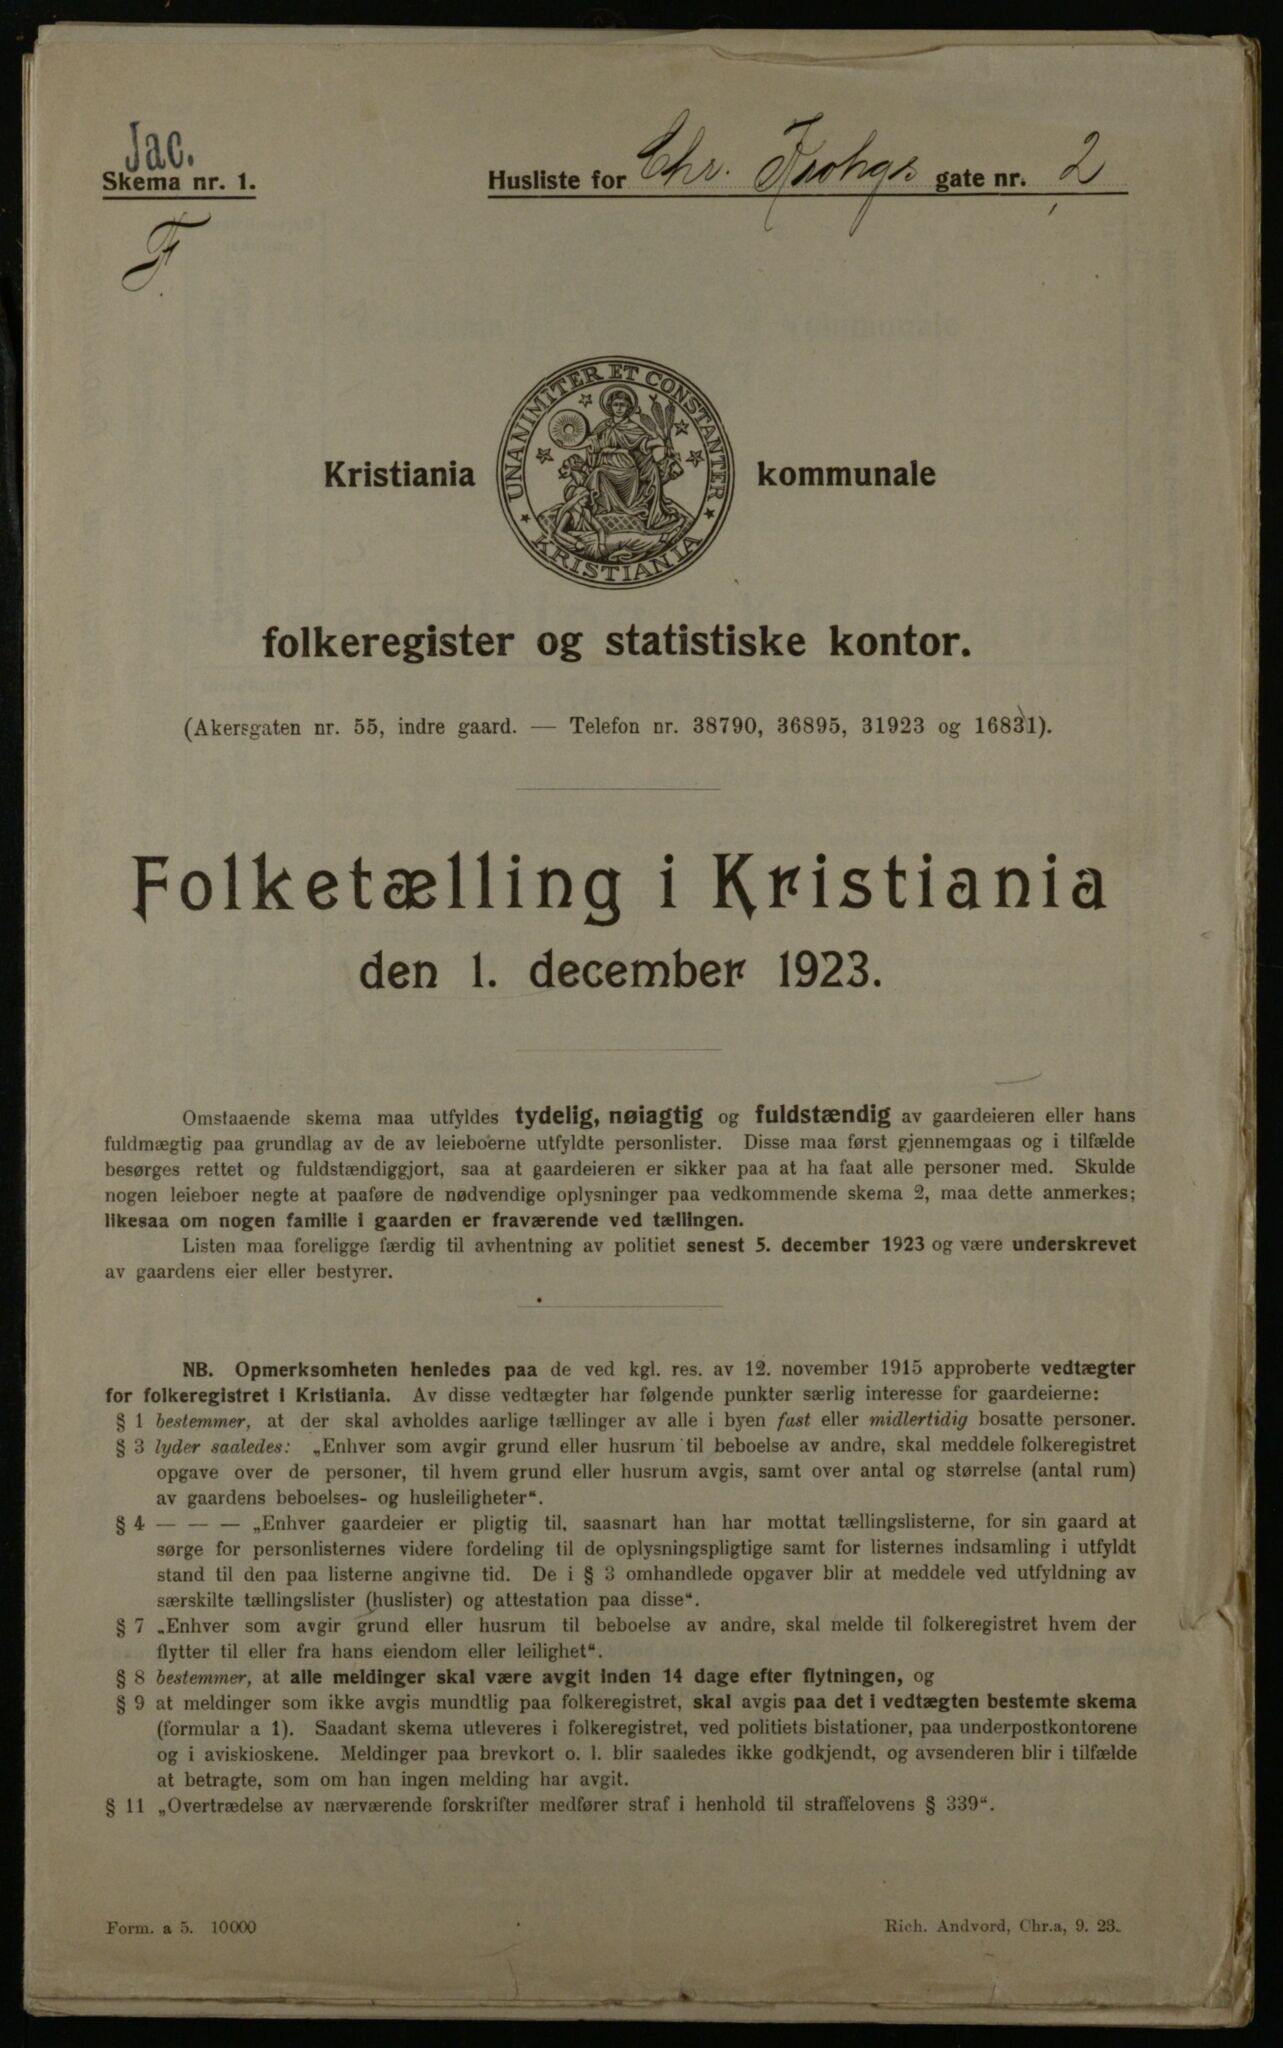 Jac.
Skema nr. 1.
Husliste for Chr. Krohgs gate nr. 2
F
UNANIMITER ET CONSTANTER
KRISTIANIA
Kristiania kommunale
folkeregister og statistiske kontor.
(Akersgaten nr. 55, indre gaard. — Telefon nr. 38790, 36895, 31923 og 16831).
Folketælling i Kristiania
den 1. december 1923.
Omstaaende skema maa utfyldes tydelig, nøiagtig og fuldstændig av gaardeieren eller hans
fuldmægtig paa grundlag av de av leieboerne utfyldte personlister. Disse maa først gjennemgaas og i tilfælde
besørges rettet og fuldstændiggjort, saa at gaardeieren er sikker paa at ha faat alle personer med. Skulde
nogen leieboer negte at paaføre de nødvendige oplysninger paa vedkommende skema 2, maa dette anmerkes;
likesaa om nogen familie i gaarden er fraværende ved tællingen.
Listen maa foreligge færdig til avhentning av politiet senest 5. december 1923 og være underskrevet
av gaardens eier eller bestyrer.
NB. Opmerksomheten henledes paa de ved kgl. res. av 12. november 1915 approberte vedtægter
for folkeregistret i Kristiania. Av disse vedtægter har følgende punkter særlig interesse for gaardeierne:
§ 1 bestemmer, at der skal avholdes aarlige tællinger av alle i byen fast eller midlertidig bosatte personer.
§ 3 lyder saaledes: „Enhver som avgir grund eller husrum til beboelse av andre, skal meddele folkeregistret
opgave over de personer, til hvem grund eller husrum avgis, samt over antal og størrelse (antal rum)
av gaardens beboelses- og husleiligheter“.
§ 4 — — — „Enhver gaardeier er pligtig til, saasnart han har mottat tællingslisterne, for sin gaard at
sørge for personlisternes videre fordeling til de oplysningspligtige samt for listernes indsamling i utfyldt
stand til den paa listerne angivne tid. De i § 3 omhandlede opgaver blir at meddele ved utfyldning av
særskilte tællingslister (huslister) og attestation paa disse“.
§ 7 „Enhver som avgir grund eller husrum til beboelse av andre, skal melde til folkeregistret hvem der
flytter til eller fra hans eiendom eller leilighet“.
§ 8 bestemmer, at alle meldinger skal være avgit inden 14 dage efter flytningen, og
§ 9 at meldinger som ikke avgis mundtlig paa folkeregistret, skal avgis paa det i vedtægten bestemte skema
(formular a 1). Saadant skema utleveres i folkeregistret, ved politiets bistationer, paa underpostkontorene
og i aviskioskene. Meldinger paa brevkort o. l. blir saaledes ikke godkjendt, og avsenderen blir i tilfælde
at betragte, som om han ingen melding har avgit.
§ 11 „Overtrædelse av nærværende forskrifter medfører straf i henhold til straffelovens § 339“.
Form. a 5. 10000
Rich. Andvord, Chr.a, 9. 23.